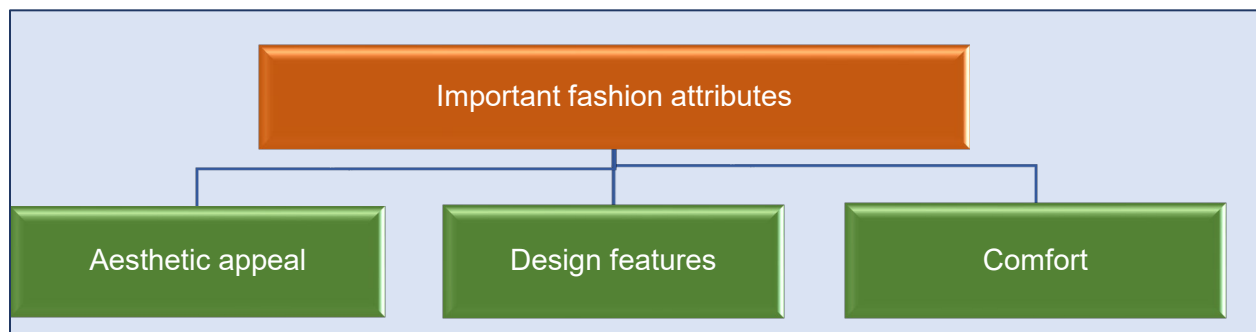 Important fashion attributes
Aesthetic appeal
Design features
Comfort